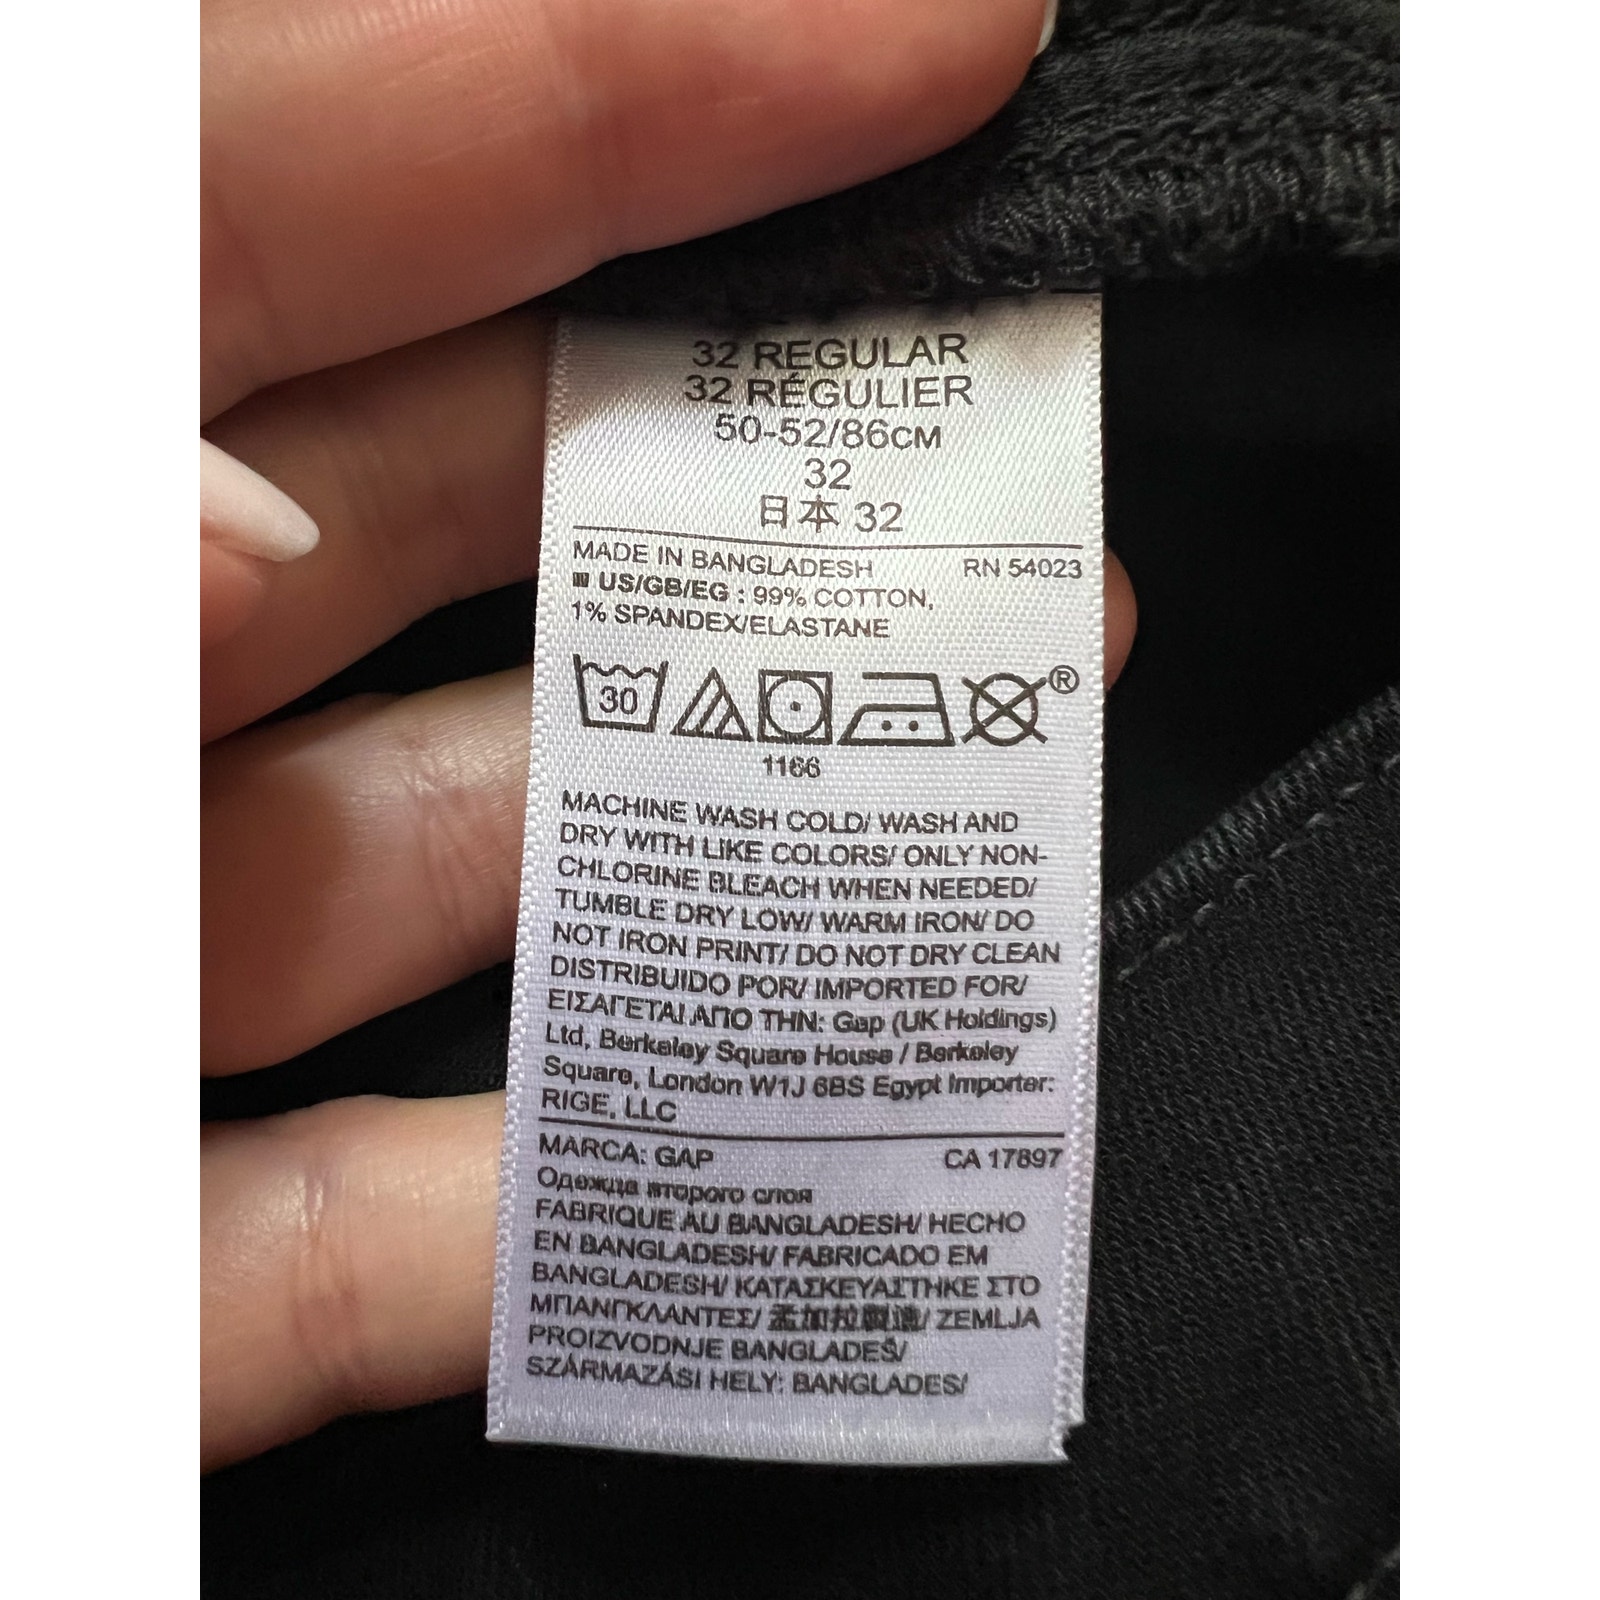 32 REGULAR
32 RÉGULIER
50-52/86CM
32
日本 32
MADE IN BANGLADESH RN 54023
US/GB/EG : 99% COTTON,
1% SPANDEX/ELASTANE
30
®
1166
MACHINE WASH COLD/ WASH AND
DRY WITH LIKE COLORS/ ONLY NON-
CHLORINE BLEACH WHEN NEEDED/
TUMBLE DRY LOW/ WARM IRON/ DO
NOT IRON PRINT/ DO NOT DRY CLEAN
DISTRIBUIDO POR/ IMPORTED FOR/
ΕΙΣΑΓΕΤΑΙ ΑΠΟ ΤΗΝ: Gap (UK Holdings)
Ltd, Berkeley Square House / Berkeley
Square, London W1J 6BS Egypt Importer:
RIGE, LLC
MARCA: GAP CA 17897
Одежда второго слоя
FABRIQUE AU BANGLADESH/ HECHO
EN BANGLADESH/ FABRICADO EM
BANGLADESH/ ΚΑΤΑΣΚΕΥΑΣΤΗΚΕ ΣΤΟ
ΜΠΑΝΓΚΛΑΝΤΕΣ/ 孟加拉製造/ ZEMLJA
PROIZVODNJE BANGLADEŠ/
SZÁRMAZÁSI HELY: BANGLADES/